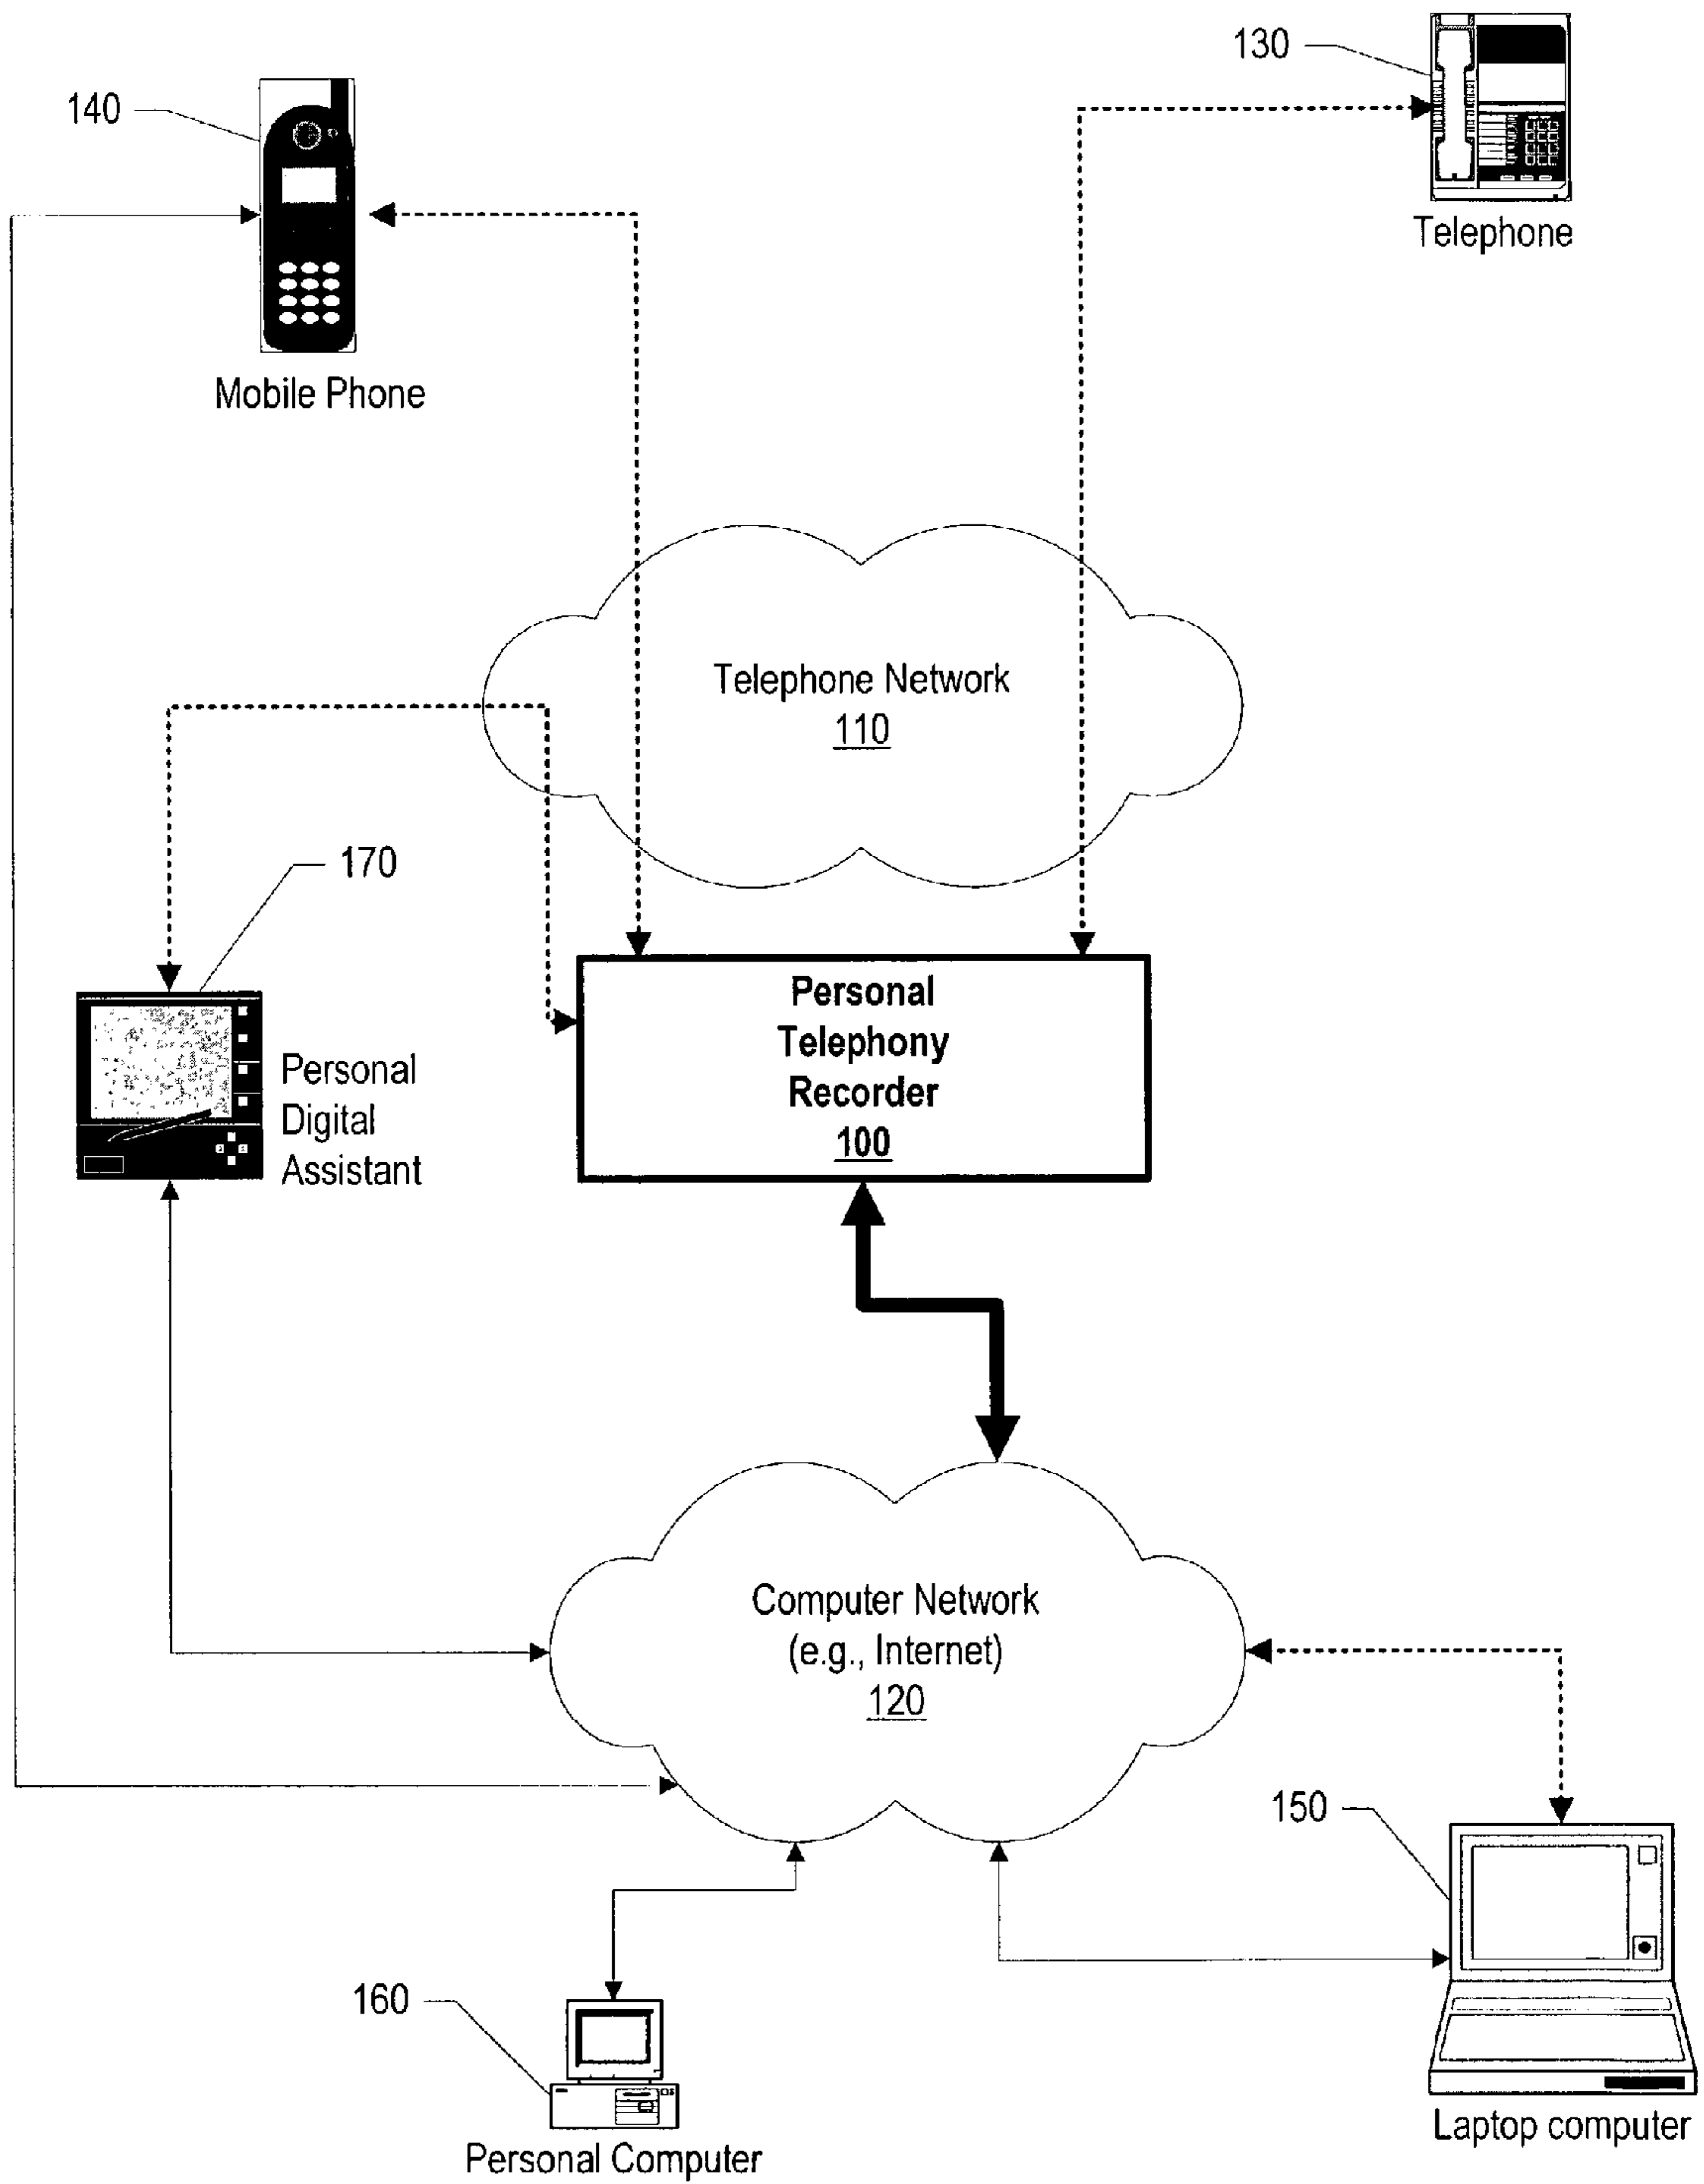 130
140
Telephone
Mobile Phone
Telephone Network
110
170
Personal
Telephony
Recorder
100
Personal
Digital
Assistant
Computer Network
(e.g., Internet)
120
150
160
Laptop computer
Personal Computer